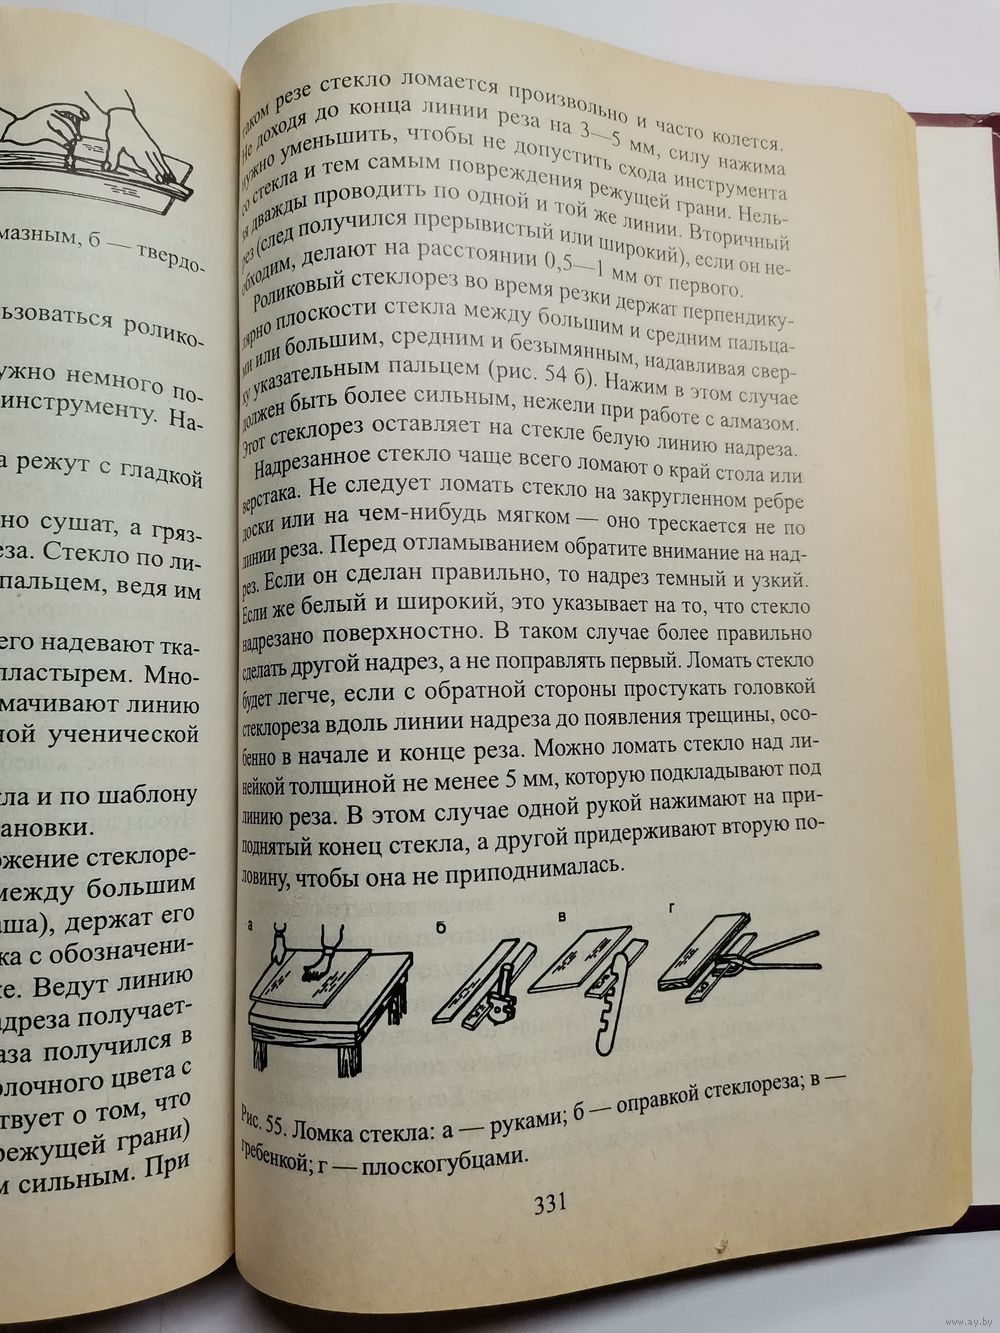 мазным, б — твердо-
ьзоваться ролико-
ужно немного по-
инструменту. На-
а режут с гладкой
но сушат, а гряз-
еза. Стекло по ли-
пальцем, ведя им
его надевают тка-
пластырем. Мно-
мачивают линию
ной ученической
ла и по шаблону
ановки.
ожение стеклоре-
между большим
аша), держат его
ка с обозначени-
ке. Ведут линию
адреза получает-
аза получился в
олочного цвета с
твует о том, что
режущей грани)
м сильным. При
таком резе стекло ломается произвольно и часто колется.
Не доходя до конца линии реза на 3—5 мм, силу нажима
нужно уменьшить, чтобы не допустить схода инструмента
со стекла и тем самым повреждения режущей грани. Нель-
зя дважды проводить по одной и той же линии. Вторичный
рез (след получился прерывистый или широкий), если он не-
обходим, делают на расстоянии 0,5—1 мм от первого.
Роликовый стеклорез во время резки держат перпендику-
лярно плоскости стекла между большим и средним пальца-
ми или большим, средним и безымянным, надавливая свер-
ху указательным пальцем (рис. 54 б). Нажим в этом случае
должен быть более сильным, нежели при работе с алмазом.
Этот стеклорез оставляет на стекле белую линию надреза.
Надрезанное стекло чаще всего ломают о край стола или
верстака. Не следует ломать стекло на закругленном ребре
доски или на чем-нибудь мягком — оно трескается не по
линии реза. Перед отламыванием обратите внимание на над-
рез. Если он сделан правильно, то надрез темный и узкий.
Если же белый и широкий, это указывает на то, что стекло
надрезано поверхностно. В таком случае более правильно
сделать другой надрез, а не поправлять первый. Ломать стекло
будет легче, если с обратной стороны простукать головкой
стеклореза вдоль линии надреза до появления трещины, осо-
бенно в начале и конце реза. Можно ломать стекло над ли-
нейкой толщиной не менее 5 мм, которую подкладывают под
линию реза. В этом случае одной рукой нажимают на при-
поднятый конец стекла, а другой придерживают вторую по-
ловину, чтобы она не приподнималась.
а б в г
Рис. 55. Ломка стекла: а — руками; б — оправкой стеклореза; в —
гребенкой; г — плоскогубцами.
331
www.ay.by